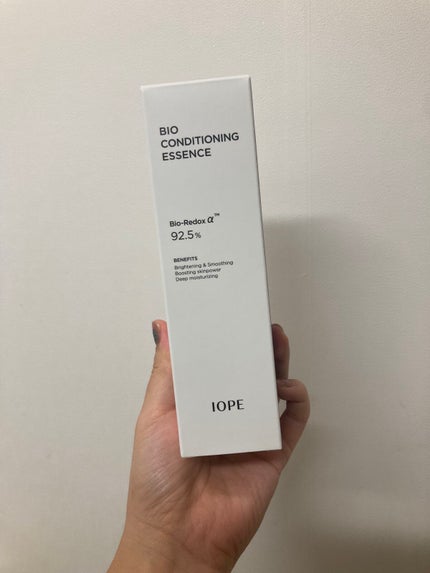 BIO
CONDITIONING
ESSENCE
Bio-Redox α™
92.5%
BENEFITS
Brightening & Smoothing
Boosting skinpower
Deep moisturizing
IOPE